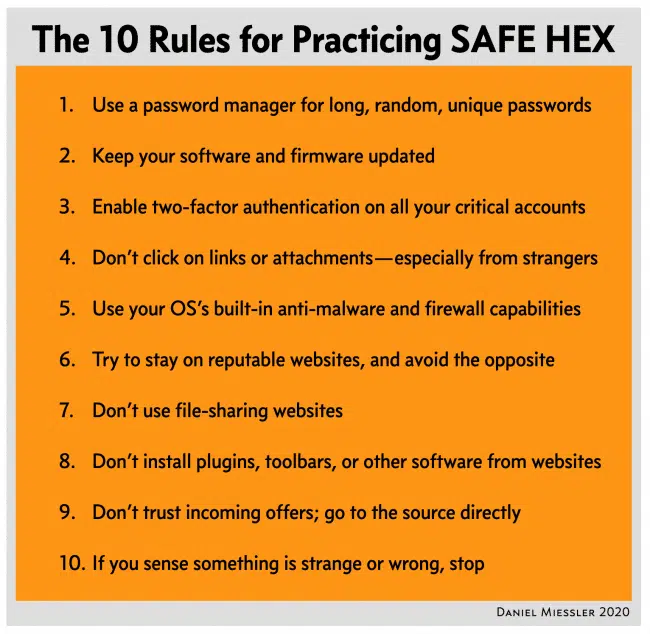 The 10 Rules for Practicing SAFE HEX
1. Use a password manager for long, random, unique passwords
2. Keep your software and firmware updated
3. Enable two-factor authentication on all your critical accounts
4. Don’t click on links or attachments—especially from strangers
5. Use your OS’s built-in anti-malware and firewall capabilities
6. Try to stay on reputable websites, and avoid the opposite
7. Don’t use file-sharing websites
8. Don’t install plugins, toolbars, or other software from websites
9. Don’t trust incoming offers; go to the source directly
10. If you sense something is strange or wrong, stop
Daniel Miessler 2020